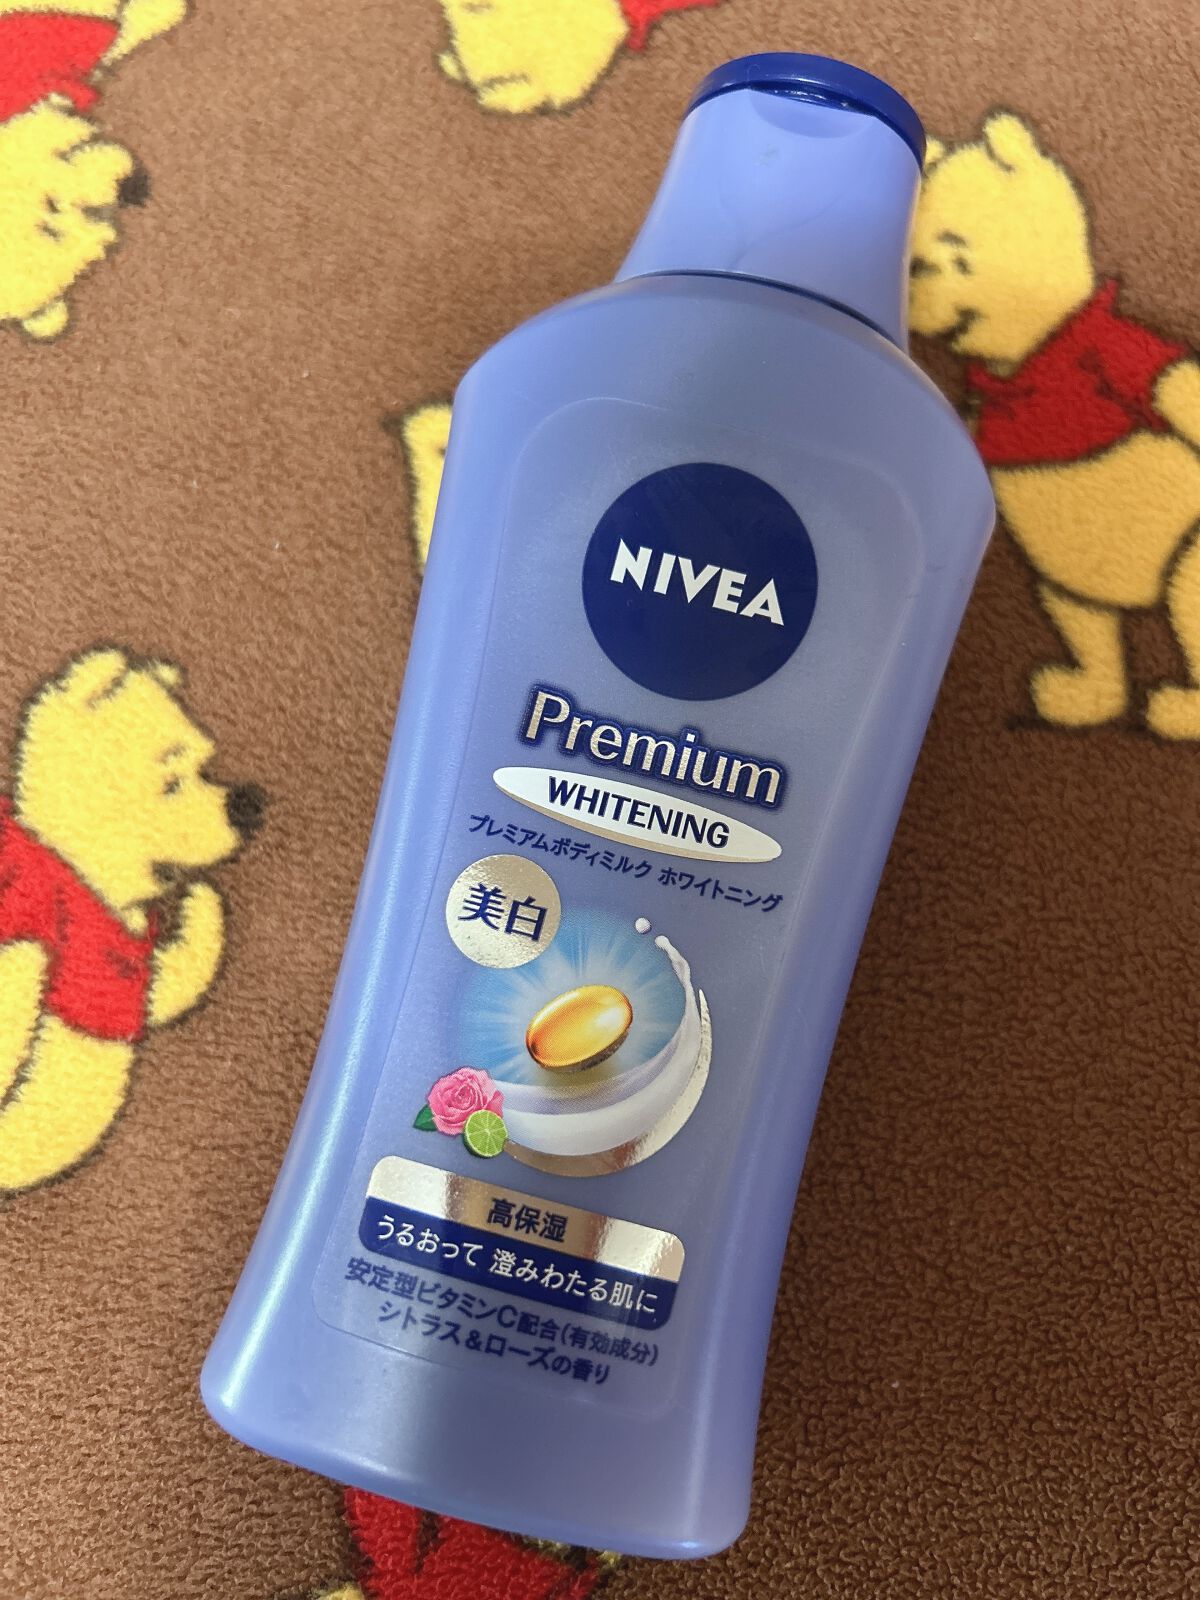 NIVEA
Premium
WHITENING
プレミアムボディミルク ホワイトニング
美白
高保湿
うるおって 澄みわたる肌に
安定型ビタミンC配合(有効成分)
シトラス&ローズの香り